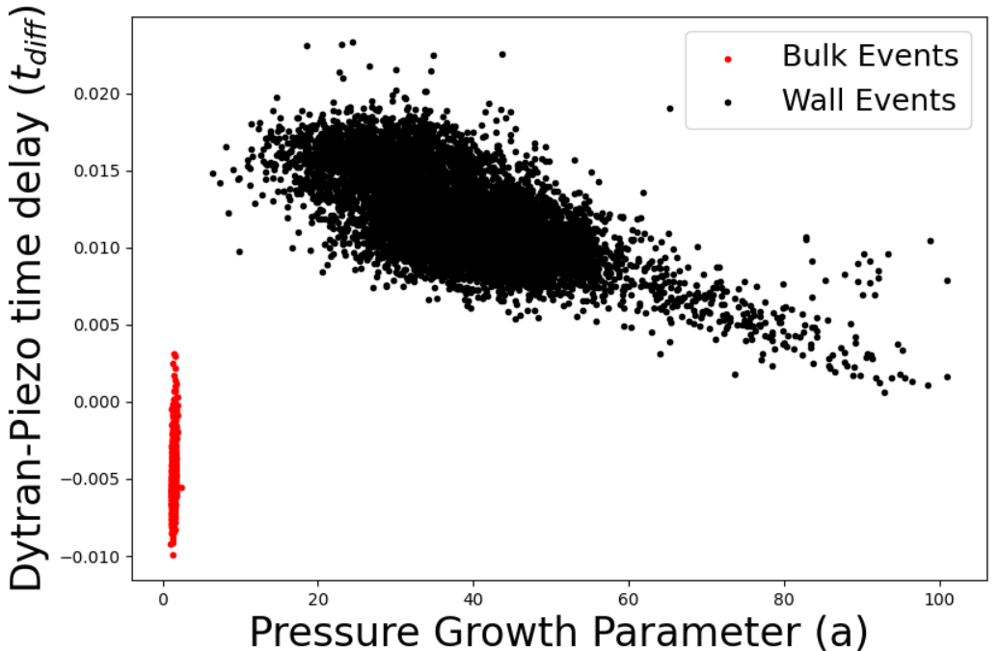 Dytran-Piezo time delay (t_diff)
0.020
0.015
0.010
0.005
0.000
−0.005
−0.010
Bulk Events
Wall Events
0 20 40 60 80 100
Pressure Growth Parameter (a)